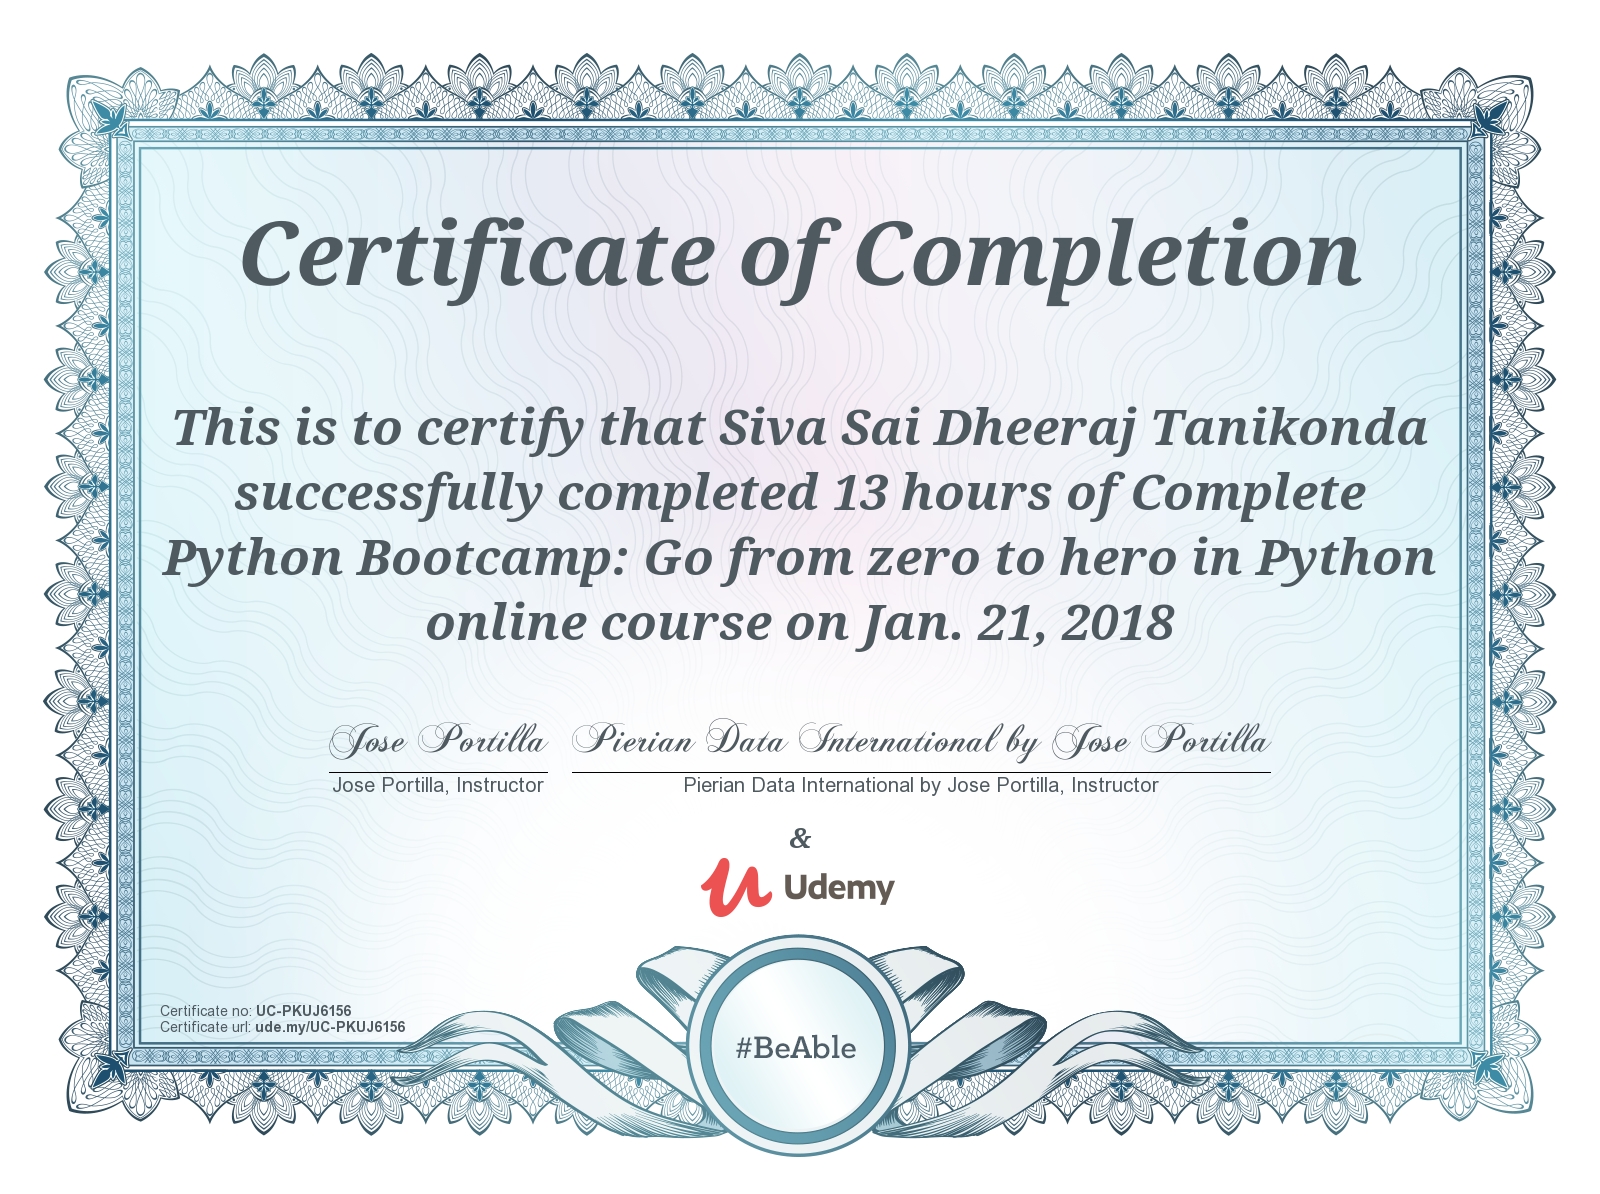 Certificate of Completion
This is to certify that Siva Sai Dheeraj Tanikonda
successfully completed 13 hours of Complete
Python Bootcamp: Go from zero to hero in Python
online course on Jan. 21, 2018
Jose Portilla Pierian Data International by Jose Portilla
Jose Portilla, Instructor Pierian Data International by Jose Portilla, Instructor
&
Udemy
Certificate no: UC-PKUJ6156
Certificate url: ude.my/UC-PKUJ6156
#BeAble